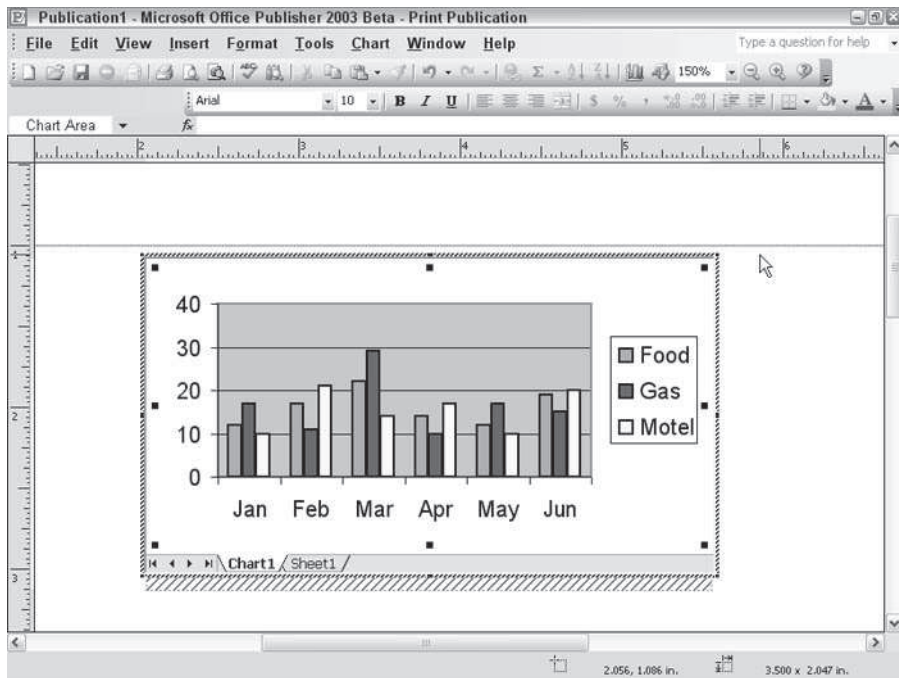 Publication1 - Microsoft Office Publisher 2003 Beta - Print Publication
File Edit View Insert Format Tools Chart Window Help
Type a question for help
150%
Arial 10 B I U $ % ,
Chart Area fx
2 3 4 5 6
1
2
3
40
30
20
10
0
Jan Feb Mar Apr May Jun
Food
Gas
Motel
Chart1 Sheet1
2.056, 1.086 in. 3.500 x 2.047 in.